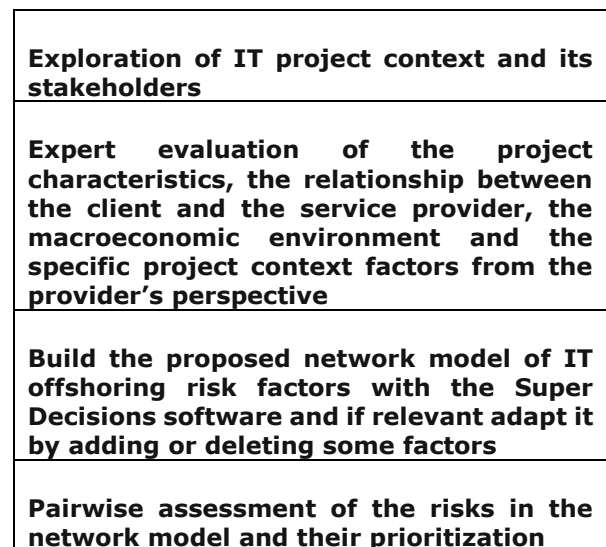 Exploration of IT project context and its
stakeholders
Expert evaluation of the project
characteristics, the relationship between
the client and the service provider, the
macroeconomic environment and the
specific project context factors from the
provider’s perspective
Build the proposed network model of IT
offshoring risk factors with the Super
Decisions software and if relevant adapt it
by adding or deleting some factors
Pairwise assessment of the risks in the
network model and their prioritization